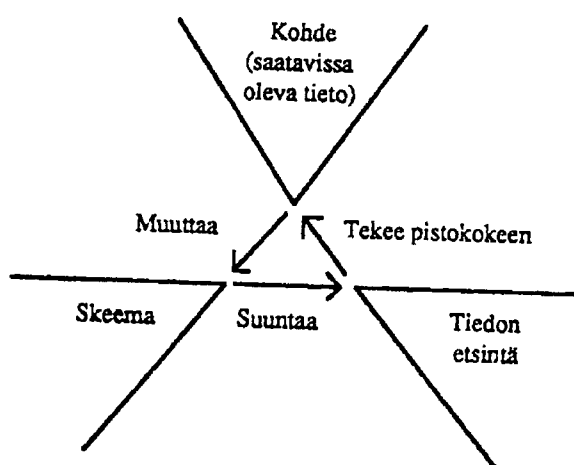 Kohde
(saatavissa
oleva tieto)
Muuttaa
Tekee pistokokeen
Skeema
Suuntaa
Tiedon
etsintä